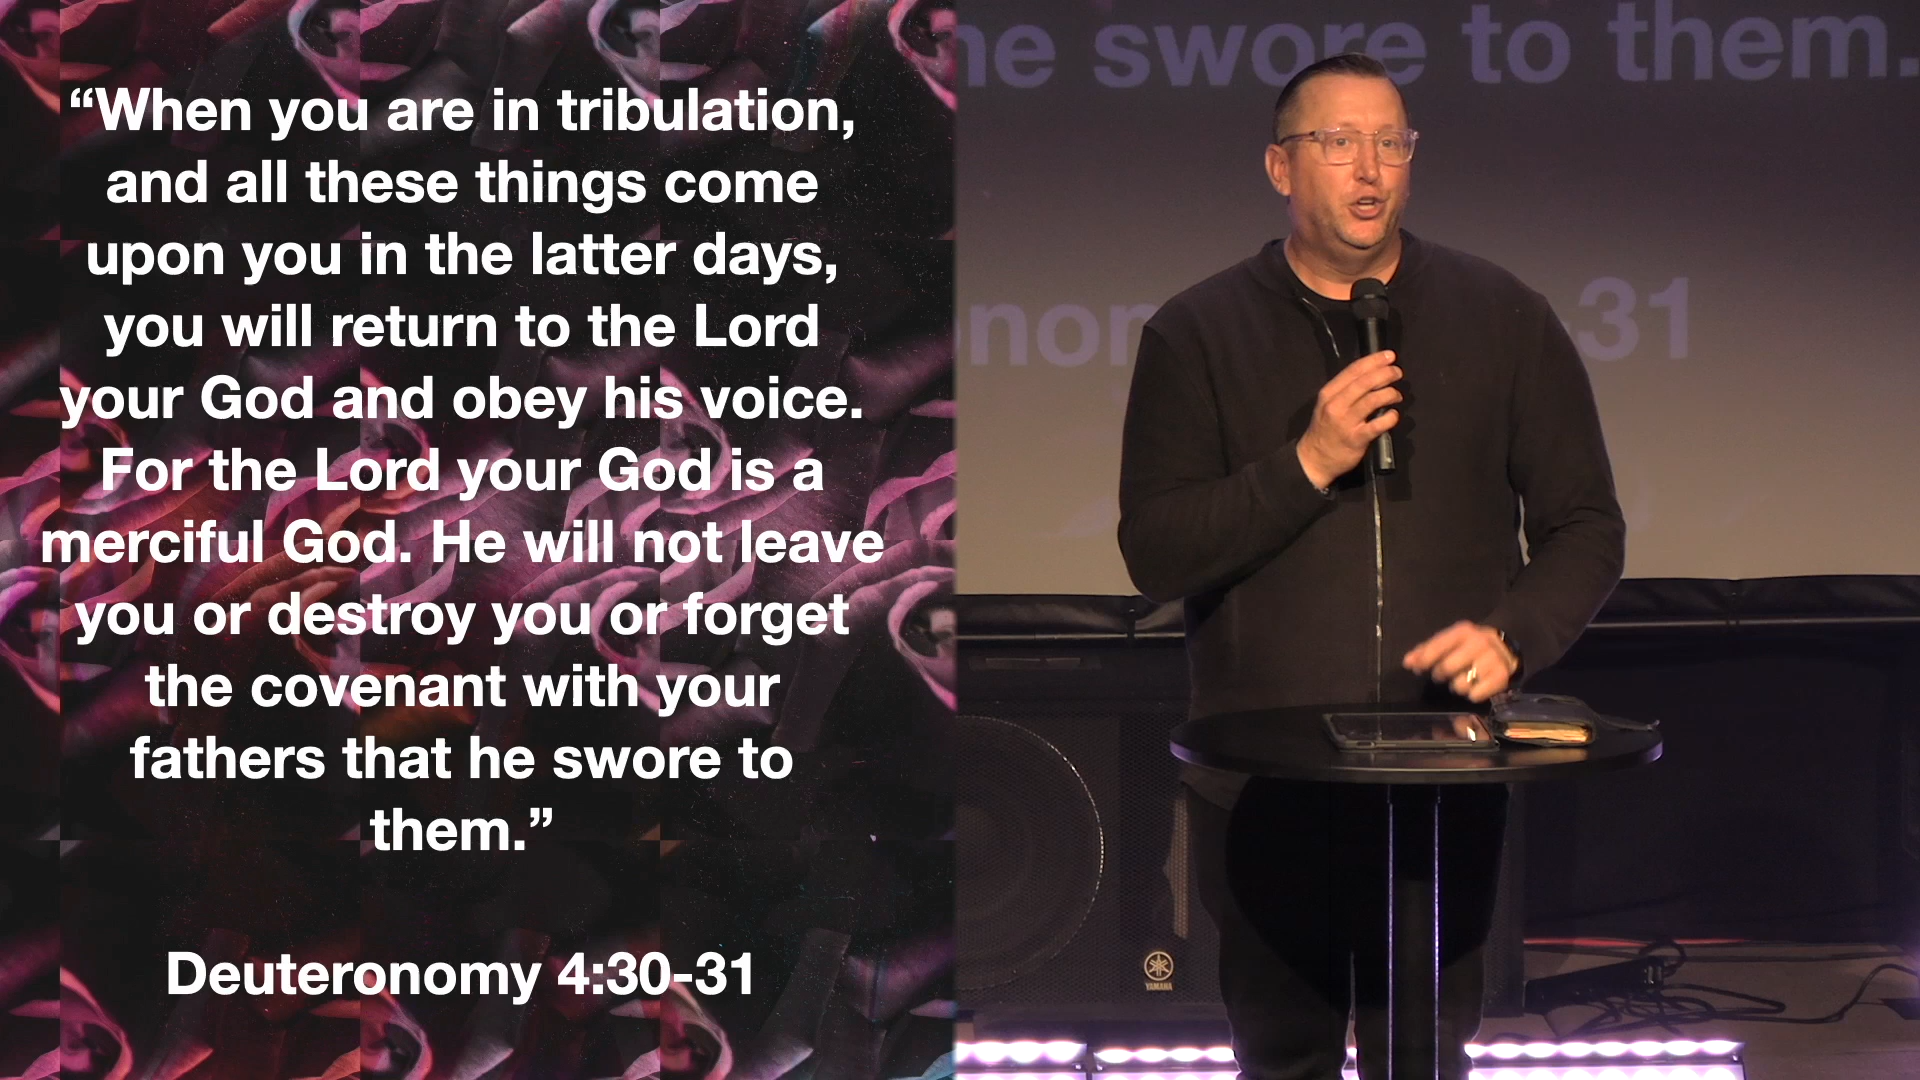 “When you are in tribulation,
and all these things come
upon you in the latter days,
you will return to the Lord
your God and obey his voice.
For the Lord your God is a
merciful God. He will not leave
you or destroy you or forget
the covenant with your
fathers that he swore to
them.”
Deuteronomy 4:30-31
he swore to them.
31
YAMAHA